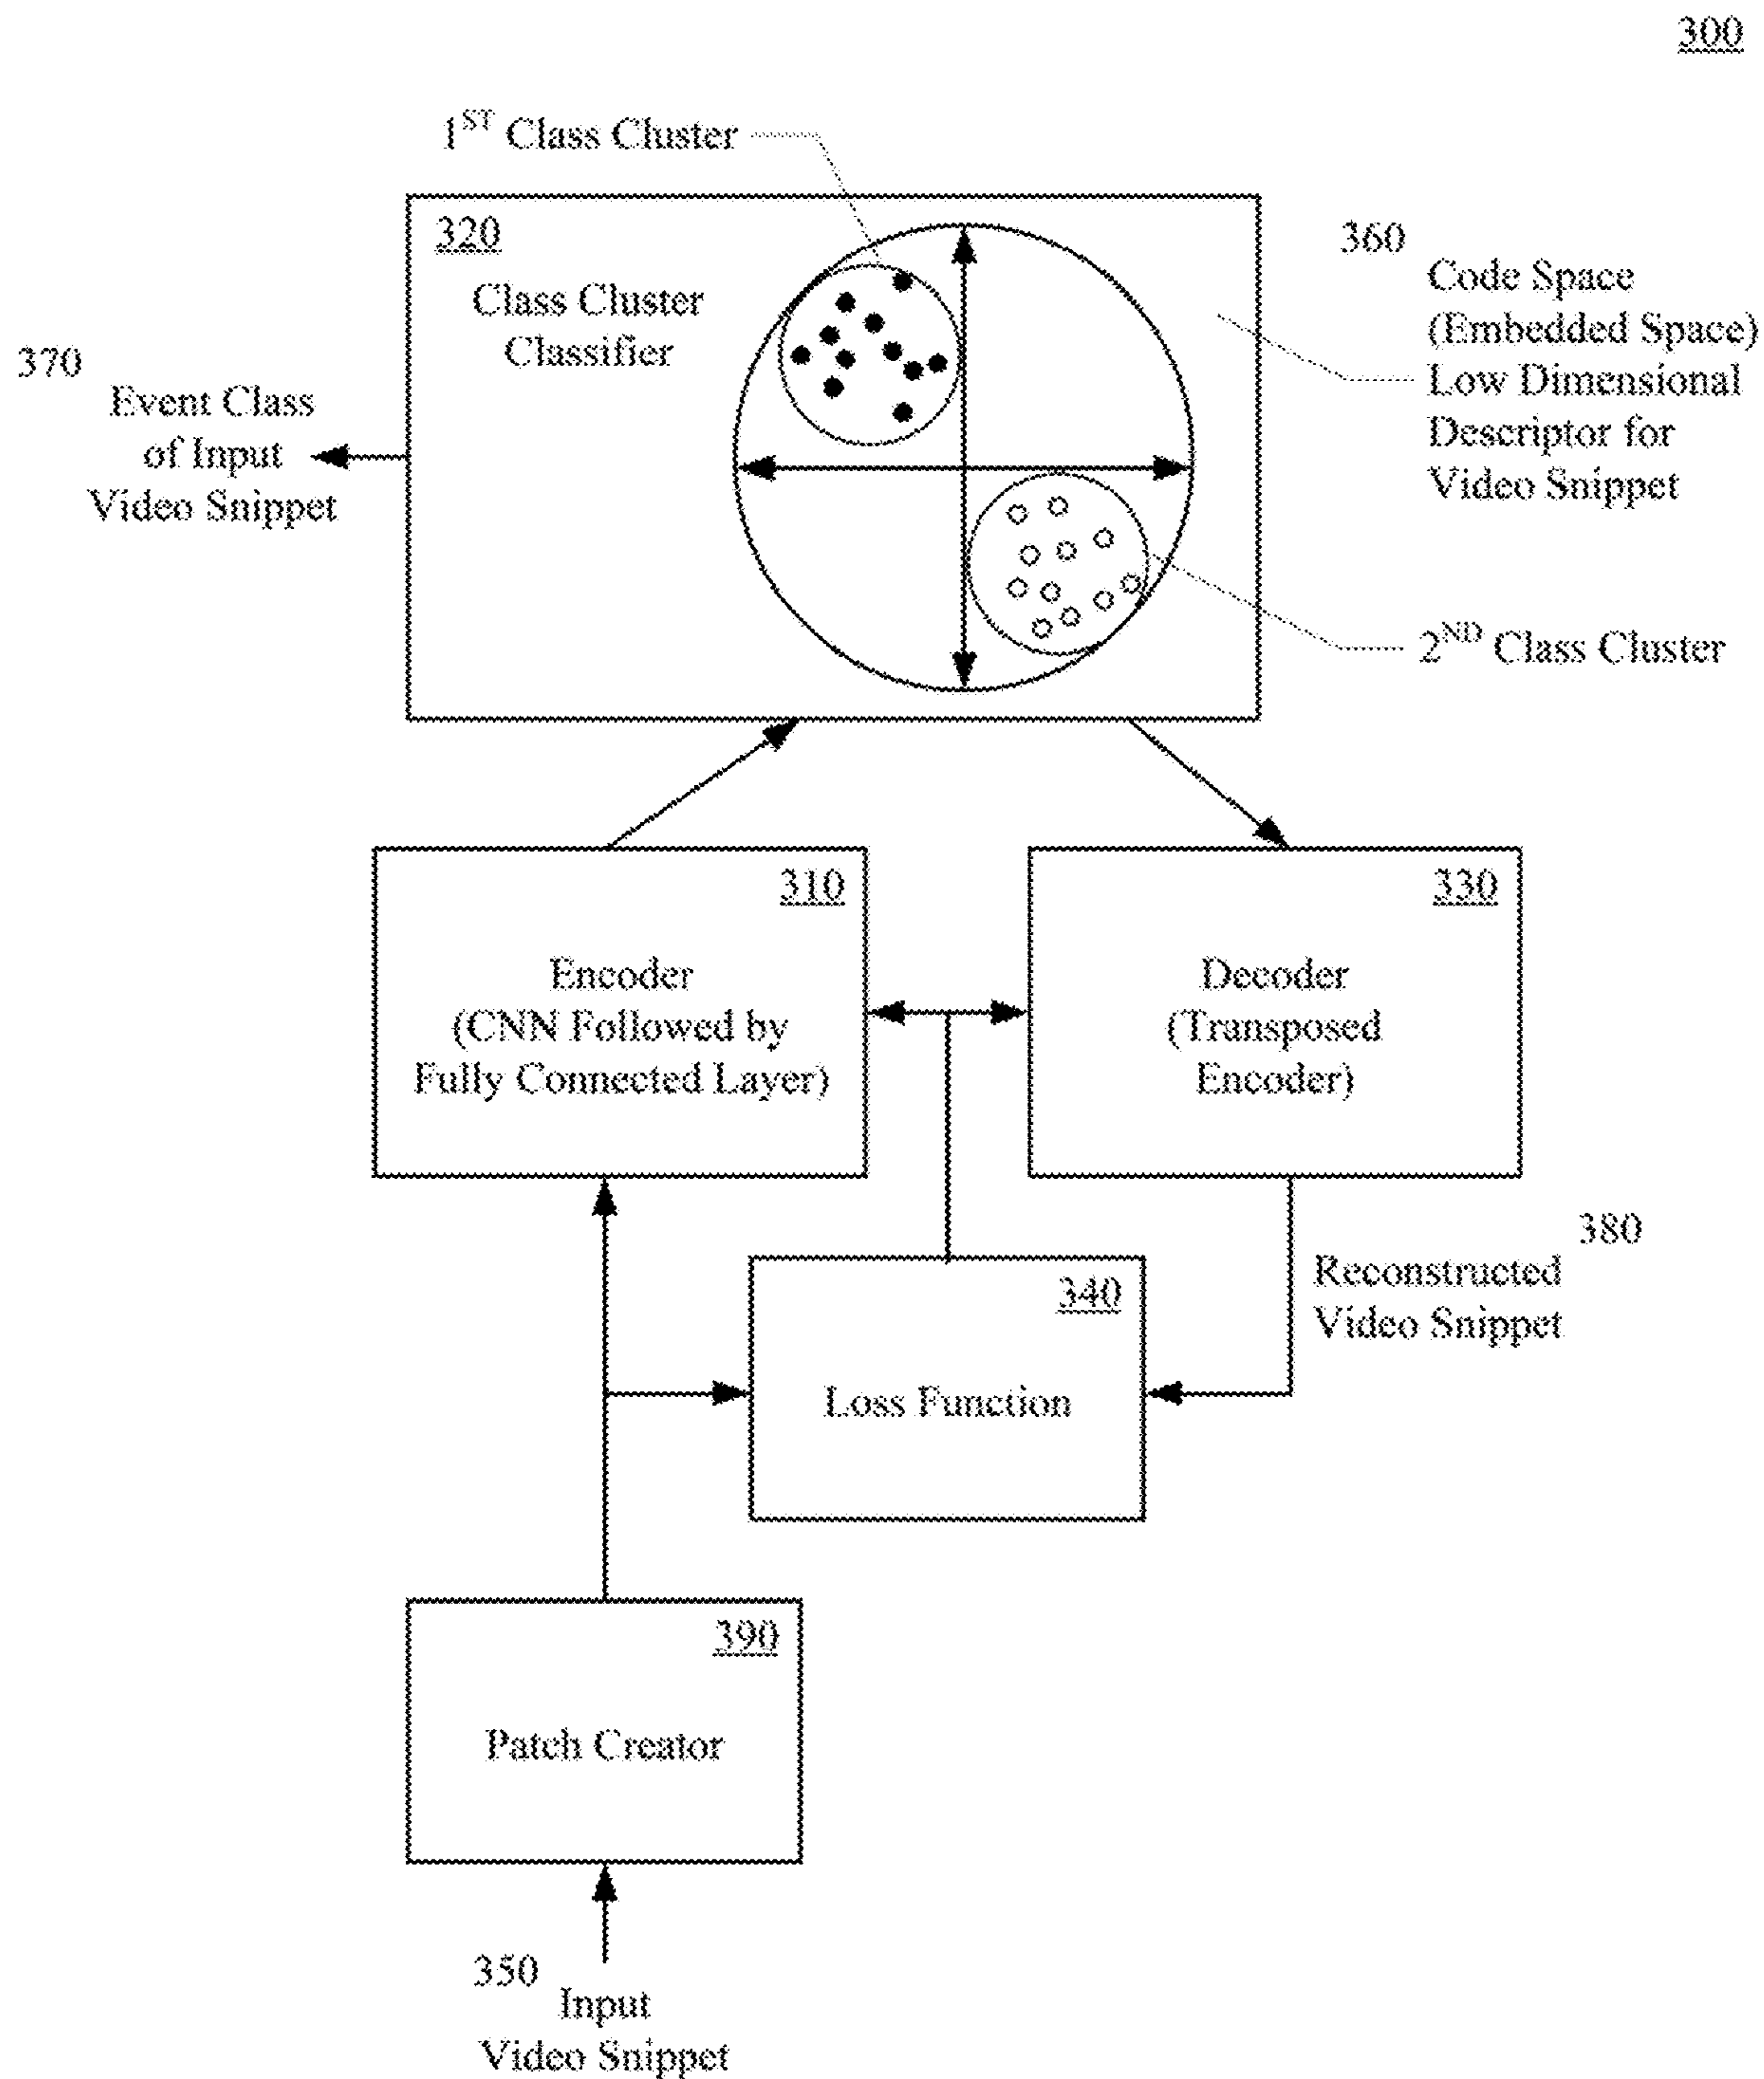 300
1ST Class Cluster
320
Class Cluster
Classifier
360
Code Space
(Embedded Space)
Low Dimensional
Descriptor for
Video Snippet
370
Event Class
of Input
Video Snippet
2ND Class Cluster
310
Encoder
(CNN Followed by
Fully Connected Layer)
330
Decoder
(Transposed
Encoder)
380
Reconstructed
Video Snippet
340
Loss Function
390
Patch Creator
350
Input
Video Snippet